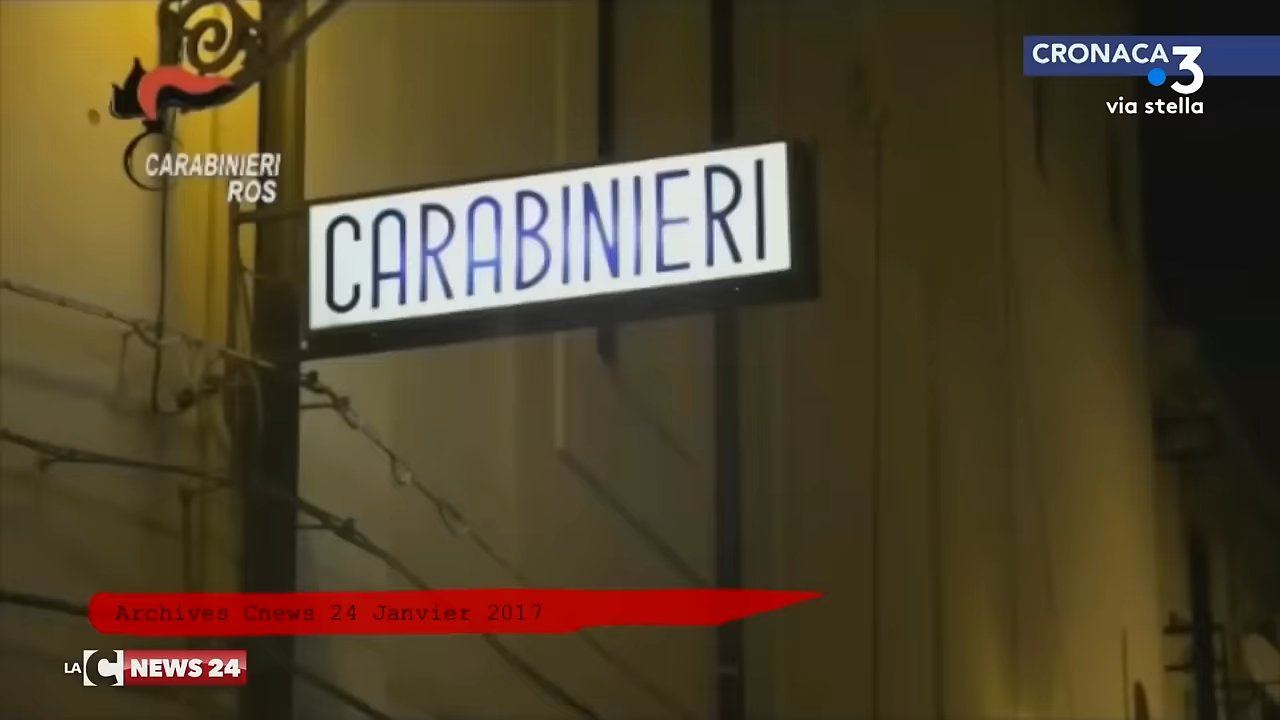 CRONACA
3
via stella
CARABINIERI
ROS
CARABINIERI
Archives Cnews 24 Janvier 2017
LA C NEWS 24